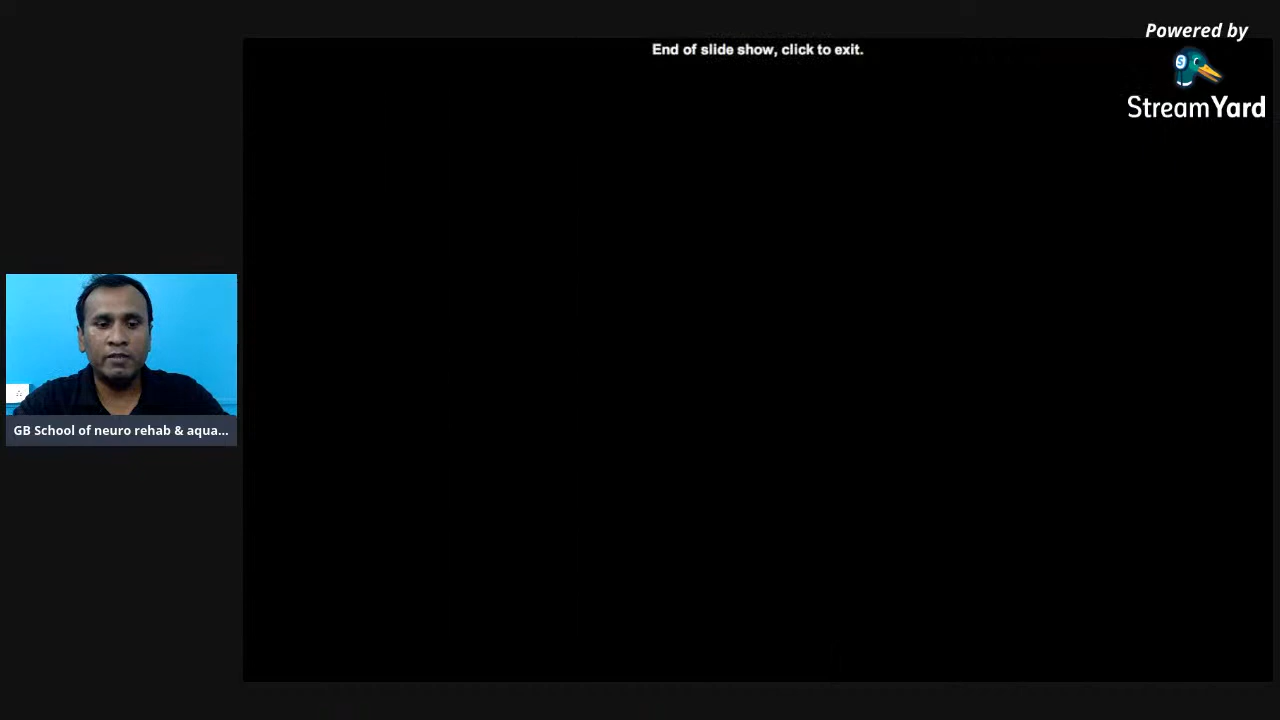 Powered by
StreamYard
End of slide show, click to exit.
GB School of neuro rehab & aqua...